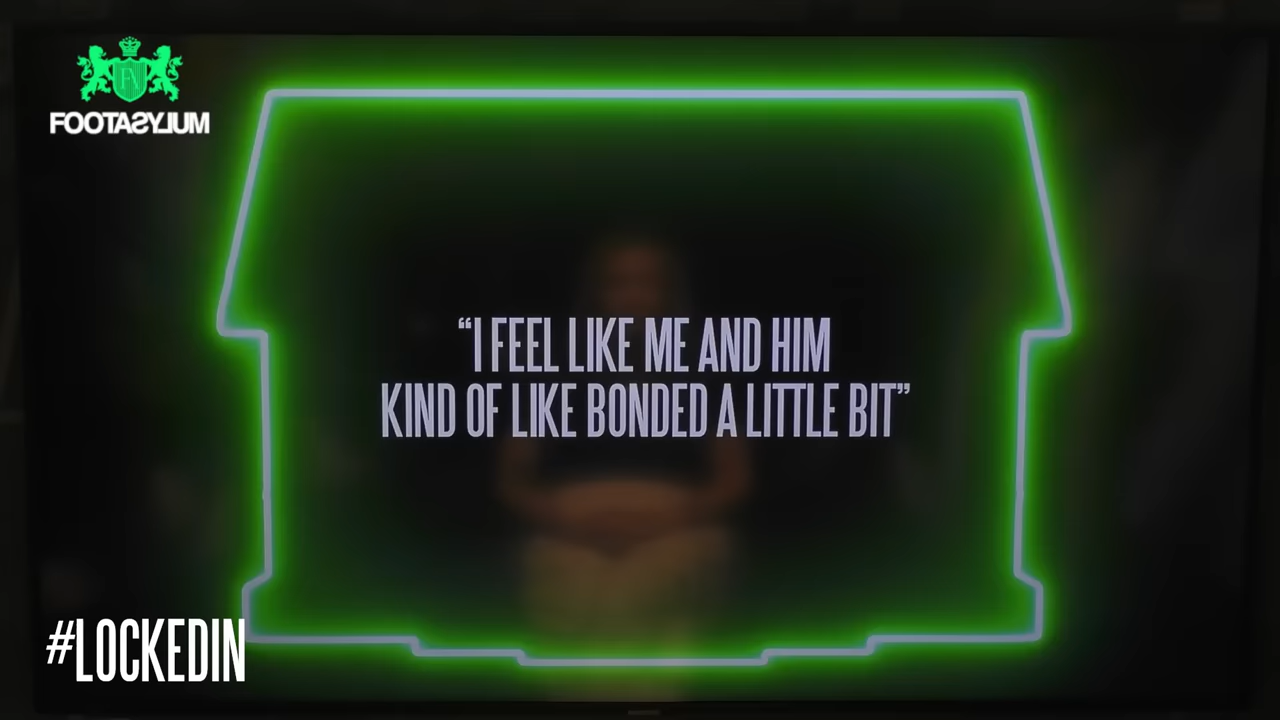 FOOTASYLUM
“I FEEL LIKE ME AND HIM
KIND OF LIKE BONDED A LITTLE BIT”
#LOCKEDIN